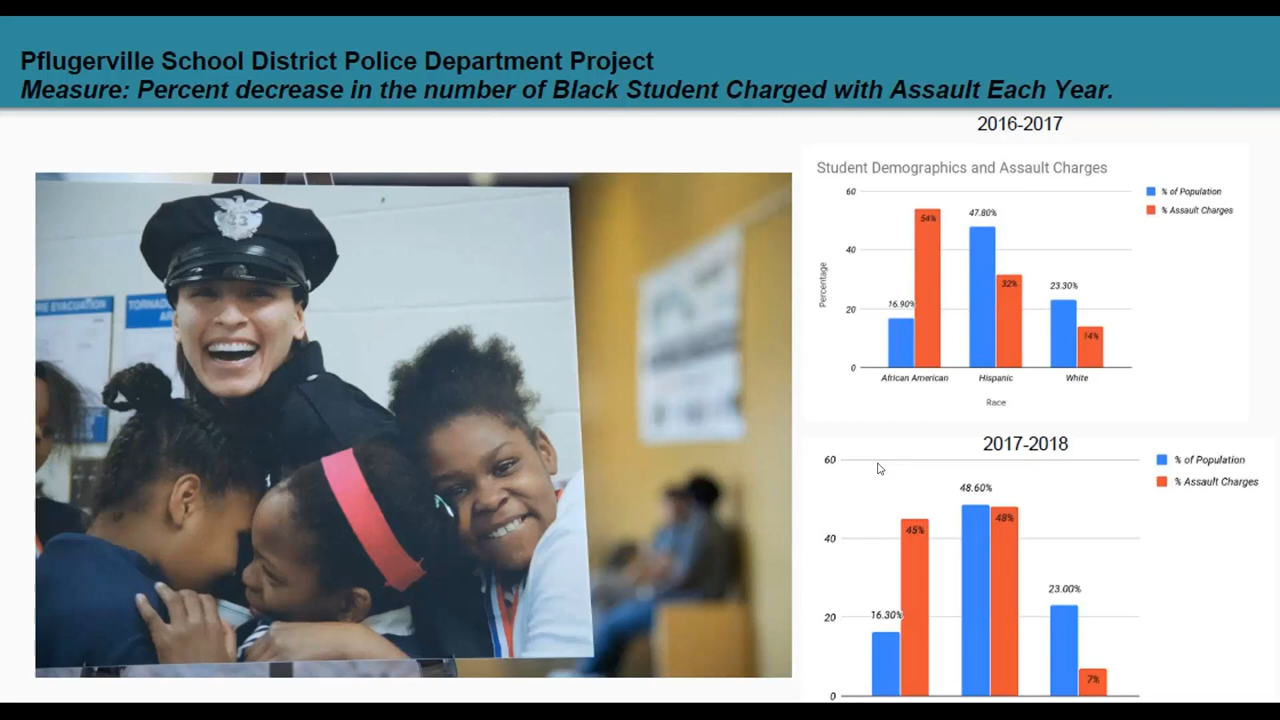 Pflugerville School District Police Department Project
Measure: Percent decrease in the number of Black Student Charged with Assault Each Year.
2016-2017
Student Demographics and Assault Charges
% of Population
% Assault Charges
Percentage
60
40
20
0
16.90%
54%
47.80%
32%
23.30%
14%
African American
Hispanic
White
Race
2017-2018
% of Population
% Assault Charges
60
40
20
0
16.30%
45%
48.60%
48%
23.00%
7%
EVACUATION
TORNAD